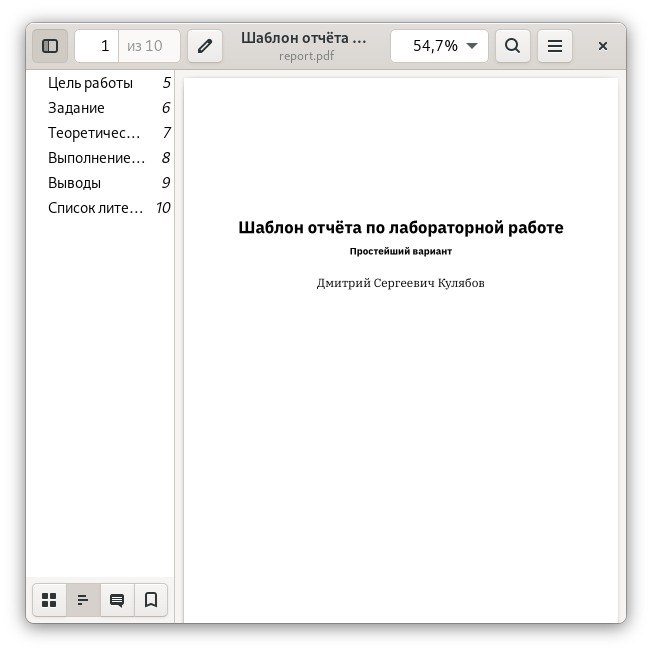 1 из 10 Шаблон отчёта … 54,7%
report.pdf
Цель работы 5
Задание 6
Теоретичес… 7
Выполнение… 8
Выводы 9
Список лите… 10
Шаблон отчёта по лабораторной работе
Простейший вариант
Дмитрий Сергеевич Кулябов